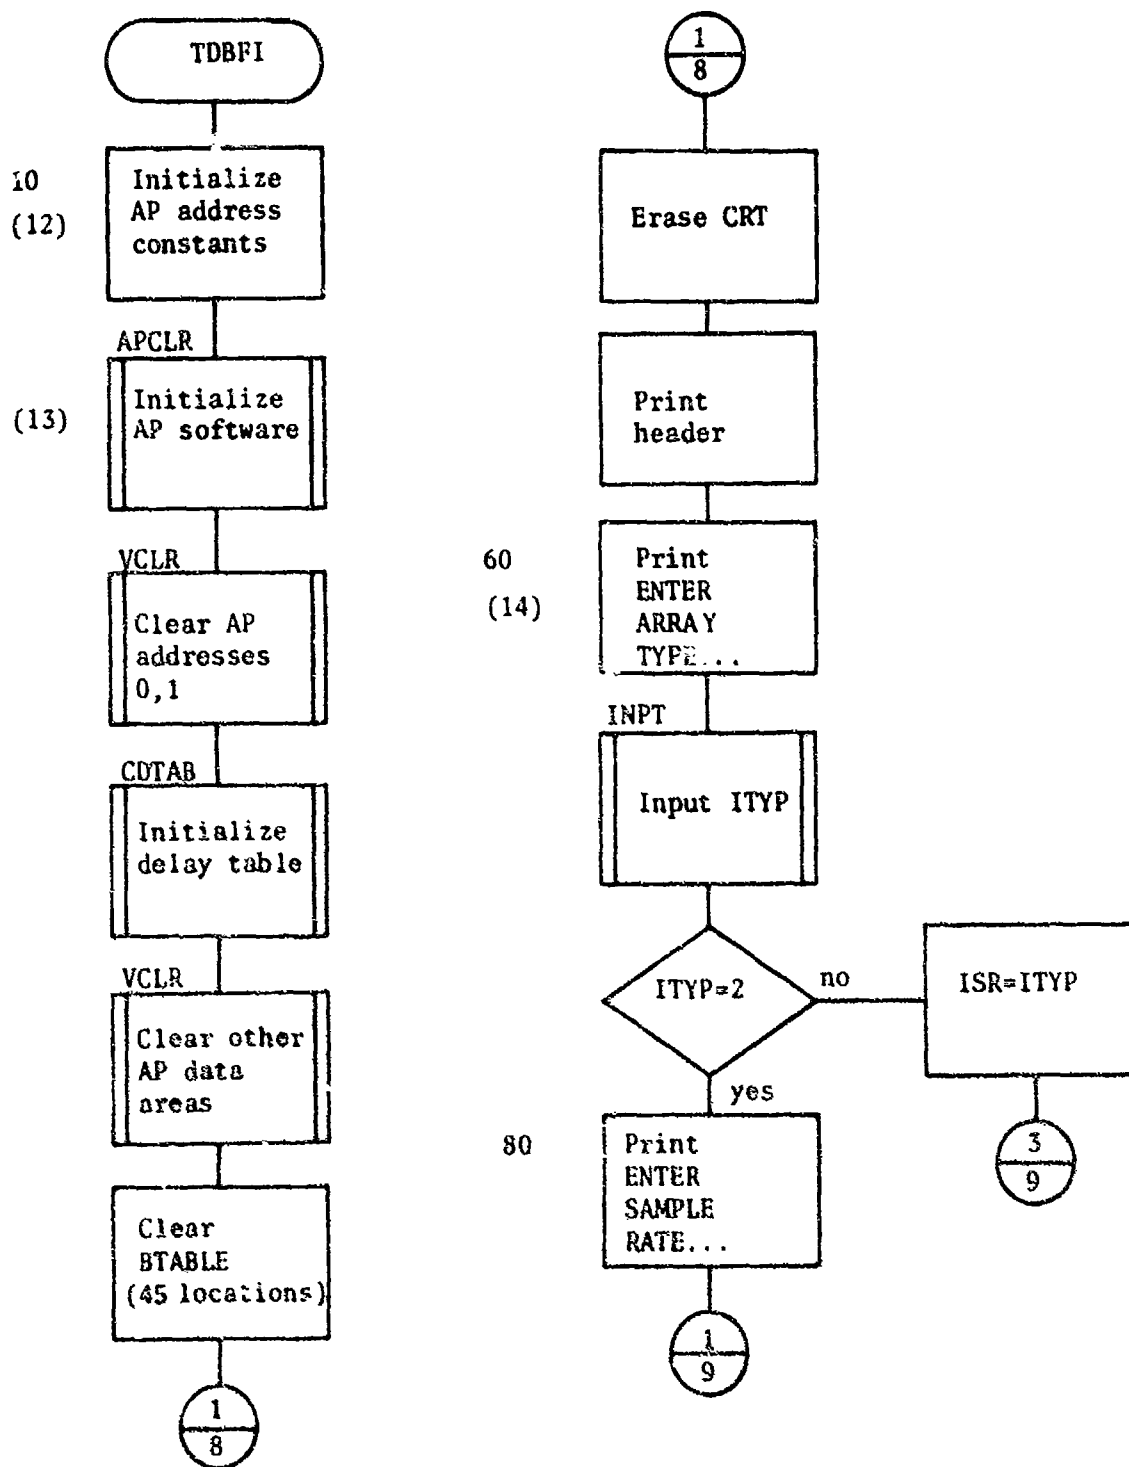 TDBFI
10
(12)
Initialize
AP address
constants
APCLR
(13)
Initialize
AP software
VCLR
Clear AP
addresses
0,1
CDTAB
Initialize
delay table
VCLR
Clear other
AP data
areas
Clear
BTABLE
(45 locations)
1
8
1
8
Erase CRT
Print
header
60
(14)
Print
ENTER
ARRAY
TYPE...
INPT
Input ITYP
ITYP=2
no
ISR=ITYP
3
9
yes
80
Print
ENTER
SAMPLE
RATE...
1
9